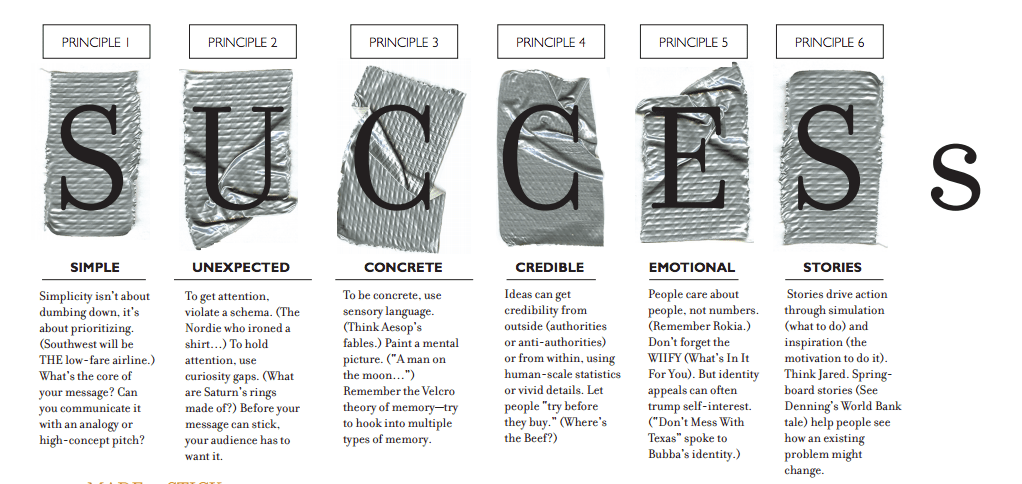 PRINCIPLE 1
PRINCIPLE 2
PRINCIPLE 3
PRINCIPLE 4
PRINCIPLE 5
PRINCIPLE 6
S U C C E S s
SIMPLE
Simplicity isn't about
dumbing down, it's
about prioritizing.
(Southwest will be
THE low-fare airline.)
What's the core of
your message? Can
you communicate it
with an analogy or
high-concept pitch?
UNEXPECTED
To get attention,
violate a schema. (The
Nordie who ironed a
shirt...) To hold
attention, use
curiosity gaps. (What
are Saturn's rings
made of?) Before your
message can stick,
your audience has to
want it.
CONCRETE
To be concrete, use
sensory language.
(Think Aesop's
fables.) Paint a mental
picture. ("A man on
the moon...")
Remember the Velcro
theory of memory—try
to hook into multiple
types of memory.
CREDIBLE
Ideas can get
credibility from
outside (authorities
or anti-authorities)
or from within, using
human-scale statistics
or vivid details. Let
people "try before
they buy." (Where's
the Beef?)
EMOTIONAL
People care about
people, not numbers.
(Remember Rokia.)
Don't forget the
WIIFY (What's In It
For You). But identity
appeals can often
trump self-interest.
("Don't Mess With
Texas" spoke to
Bubba's identity.)
STORIES
Stories drive action
through simulation
(what to do) and
inspiration (the
motivation to do it).
Think Jared. Spring-
board stories (See
Denning's World Bank
tale) help people see
how an existing
problem might
change.
MADE STICK